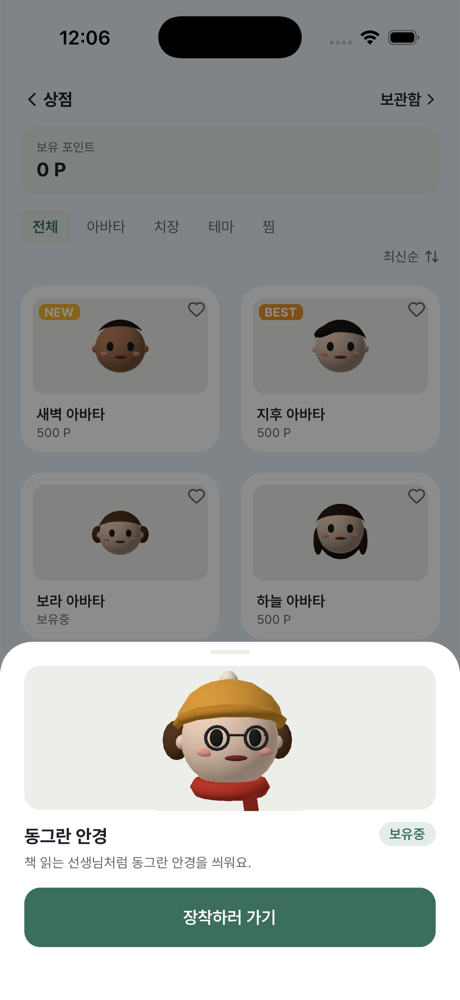 12:06
상점
보관함
보유 포인트
0 P
전체 아바타 치장 테마 찜
최신순
NEW
BEST
새벽 아바타
500 P
지후 아바타
500 P
보라 아바타
보유중
하늘 아바타
500 P
동그란 안경
보유중
책 읽는 선생님처럼 동그란 안경을 씌워요.
장착하러 가기